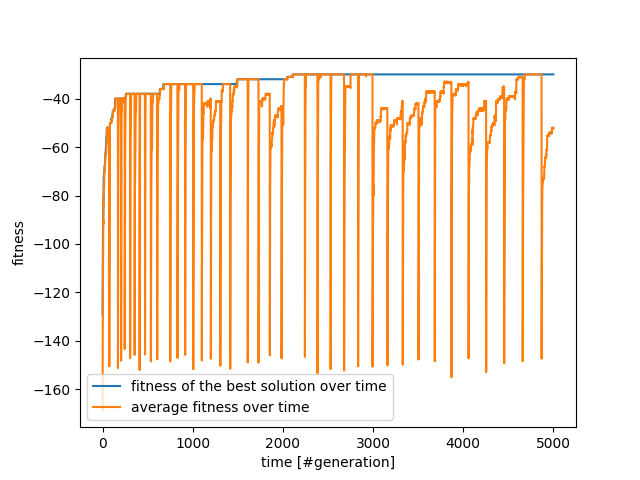 −40
−60
−80
−100
−120
−140
−160
fitness
fitness of the best solution over time
average fitness over time
0 1000 2000 3000 4000 5000
time [#generation]